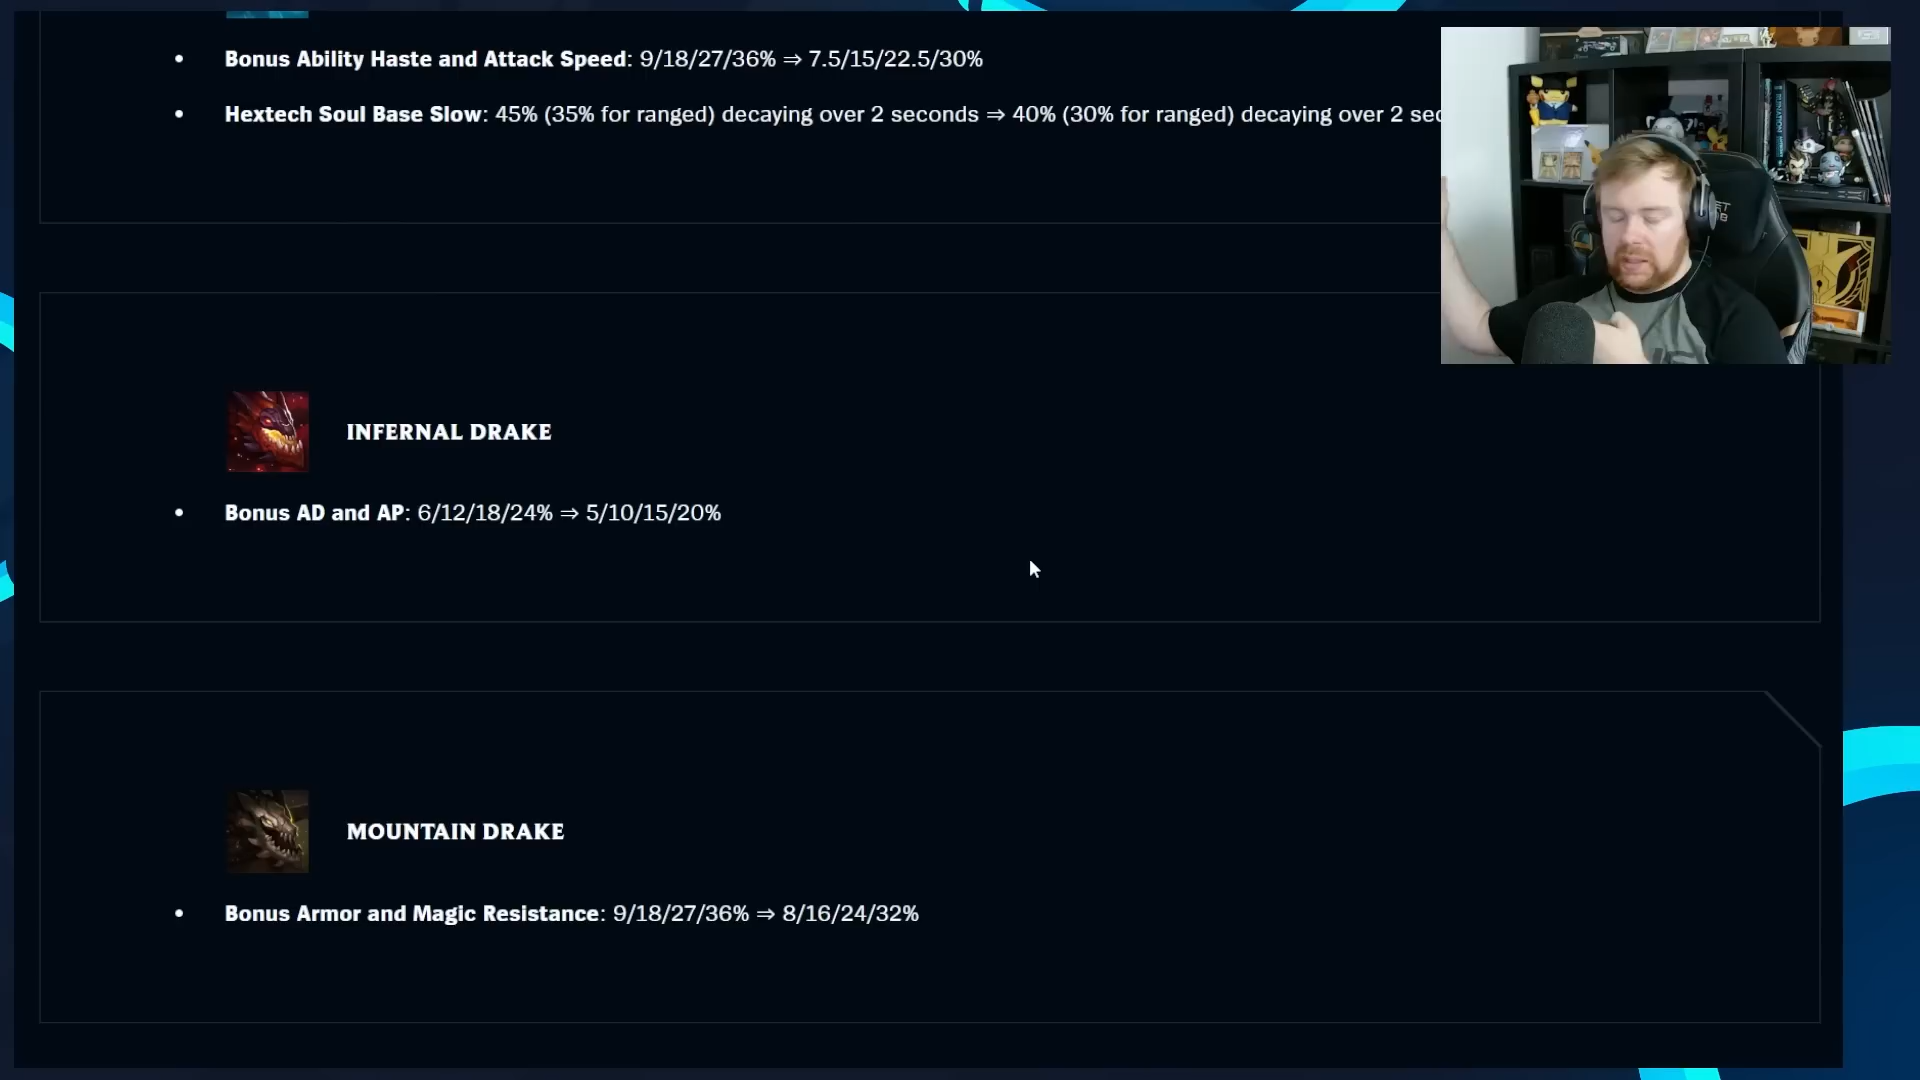 • Bonus Ability Haste and Attack Speed: 9/18/27/36% ⇒ 7.5/15/22.5/30%
• Hextech Soul Base Slow: 45% (35% for ranged) decaying over 2 seconds ⇒ 40% (30% for ranged) decaying over 2 sec
INFERNAL DRAKE
• Bonus AD and AP: 6/12/18/24% ⇒ 5/10/15/20%
MOUNTAIN DRAKE
• Bonus Armor and Magic Resistance: 9/18/27/36% ⇒ 8/16/24/32%